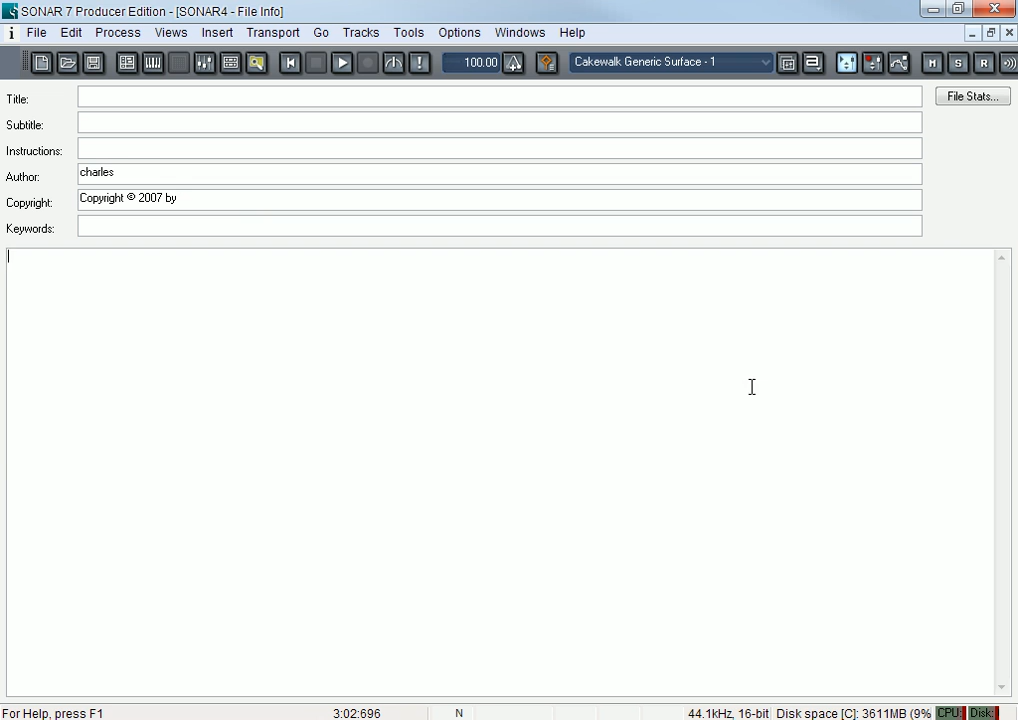 SONAR 7 Producer Edition - [SONAR4 - File Info]
File Edit Process Views Insert Transport Go Tracks Tools Options Windows Help
100.00 Cakewalk Generic Surface - 1 M S R
Title: File Stats...
Subtitle:
Instructions:
Author: charles
Copyright: Copyright © 2007 by
Keywords:
For Help, press F1 3:02:696 N 44.1kHz, 16-bit Disk space [C]: 3611MB (9% CPU: Disk: